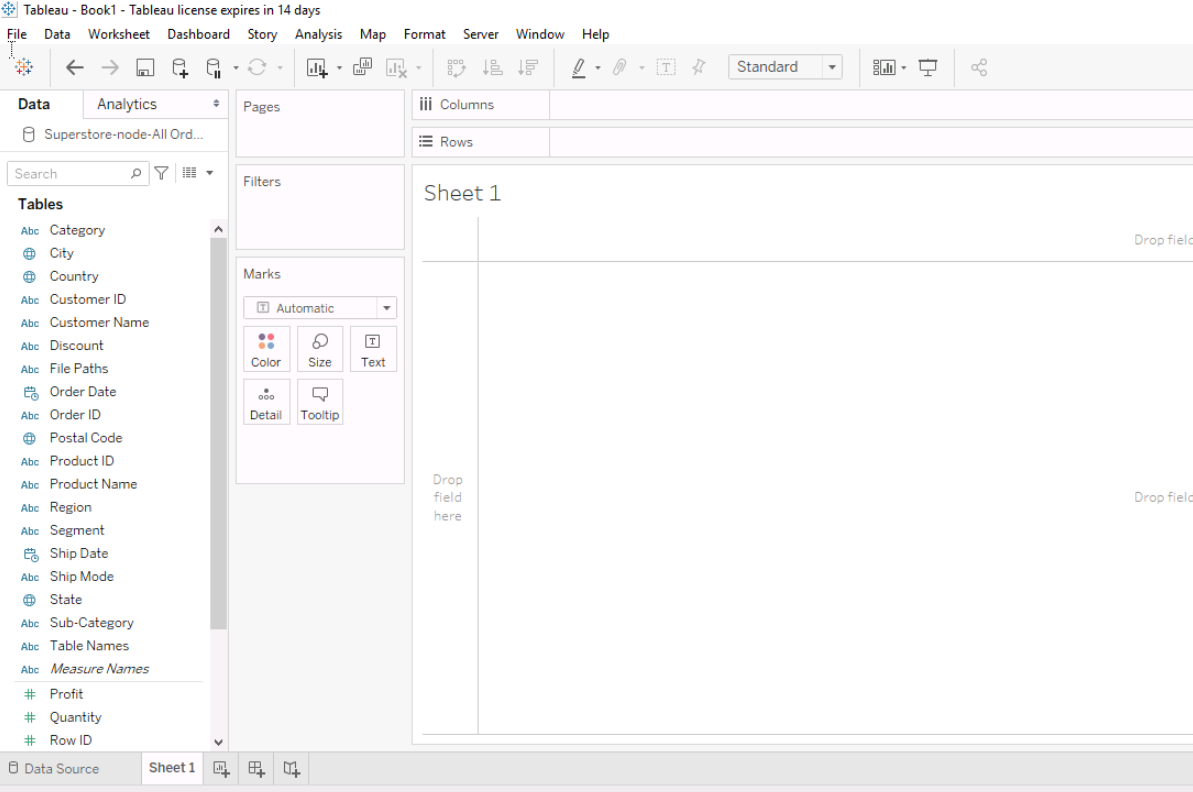 Tableau - Book1 - Tableau license expires in 14 days
File Data Worksheet Dashboard Story Analysis Map Format Server Window Help
Standard
Data Analytics
Superstore-node-All Ord...
Search
Tables
Abc Category
City
Country
Abc Customer ID
Abc Customer Name
Abc Discount
Abc File Paths
Order Date
Abc Order ID
Postal Code
Abc Product ID
Abc Product Name
Abc Region
Abc Segment
Ship Date
Abc Ship Mode
State
Abc Sub-Category
Abc Table Names
Abc Measure Names
# Profit
# Quantity
# Row ID
Pages
Filters
Marks
T Automatic
Color Size Text
Detail Tooltip
Columns
Rows
Sheet 1
Drop field
Drop
field
here
Drop field
Data Source Sheet 1